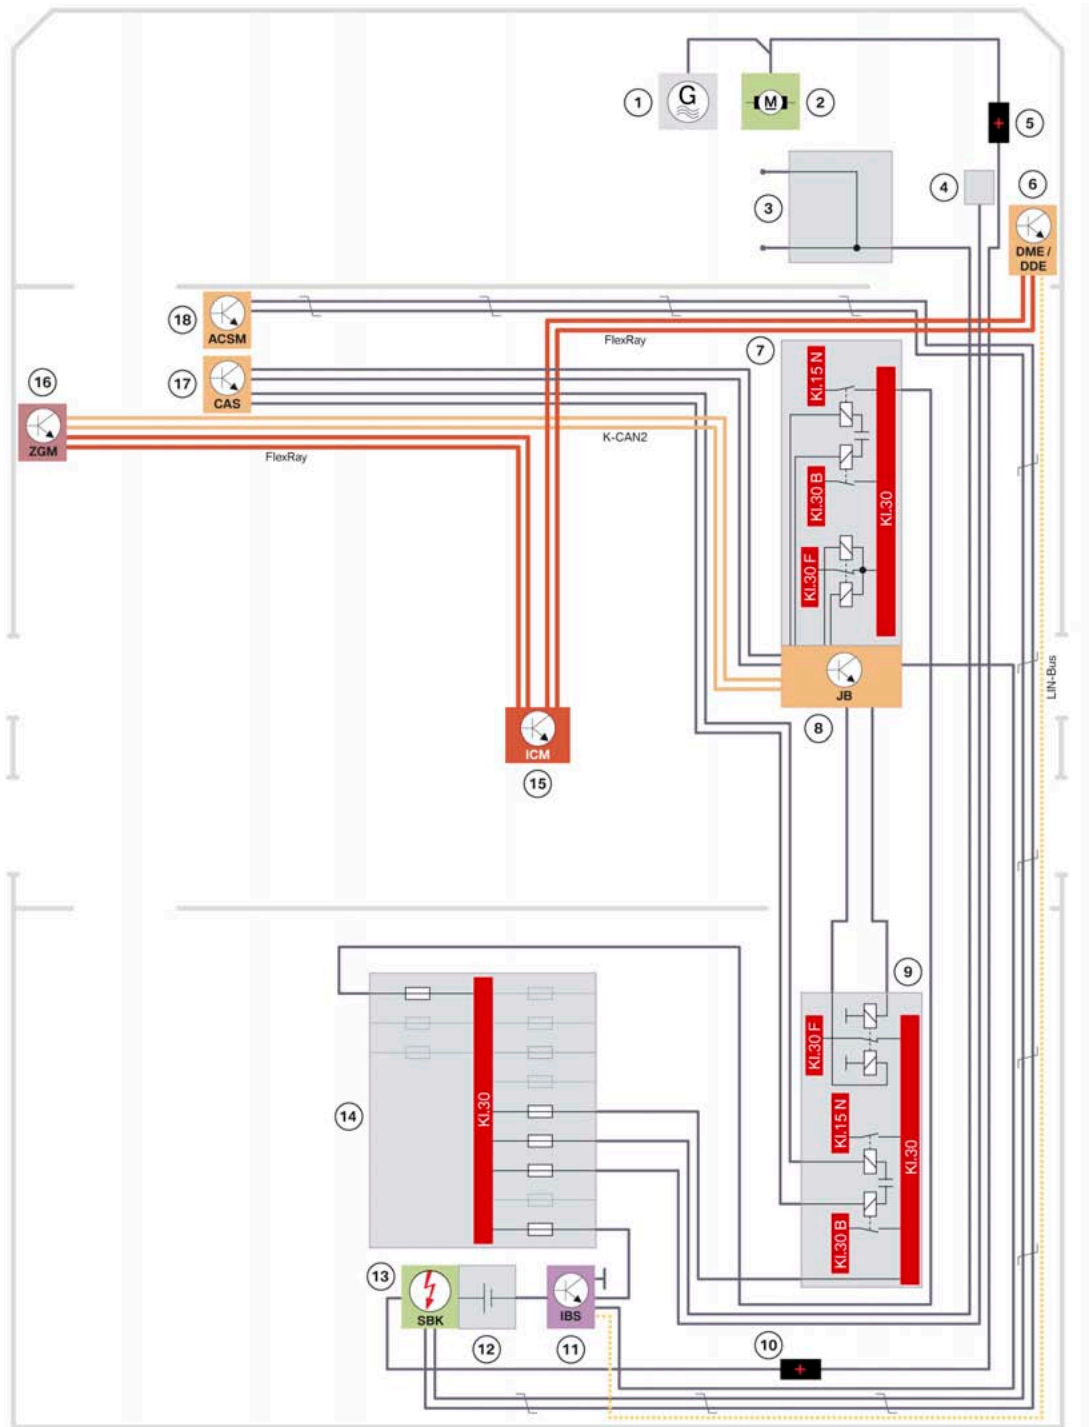 G
1
M
2
5
+
4
6
3
DME /
DDE
18
ACSM
FlexRay
7
Kl.15 N
16
17
CAS
ZGM
K-CAN2
FlexRay
Kl.30 B
Kl.30
Kl.30 F
LIN-Bus
JB
8
ICM
15
9
Kl.30 F
14
Kl.30
Kl.15 N
Kl.30
Kl.30 B
13
SBK
IBS
12
11
10
+